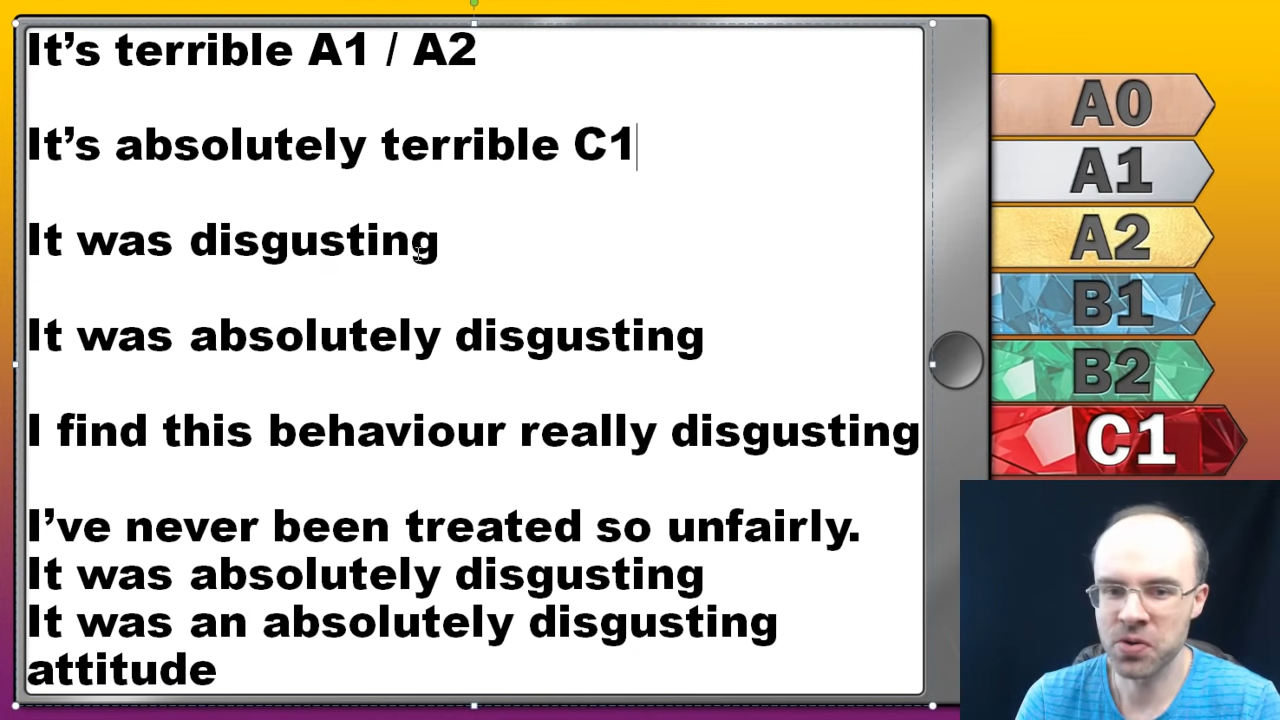 It’s terrible A1 / A2
It’s absolutely terrible C1
It was disgusting
It was absolutely disgusting
I find this behaviour really disgusting
I’ve never been treated so unfairly.
It was absolutely disgusting
It was an absolutely disgusting
attitude
A0
A1
A2
B1
B2
C1